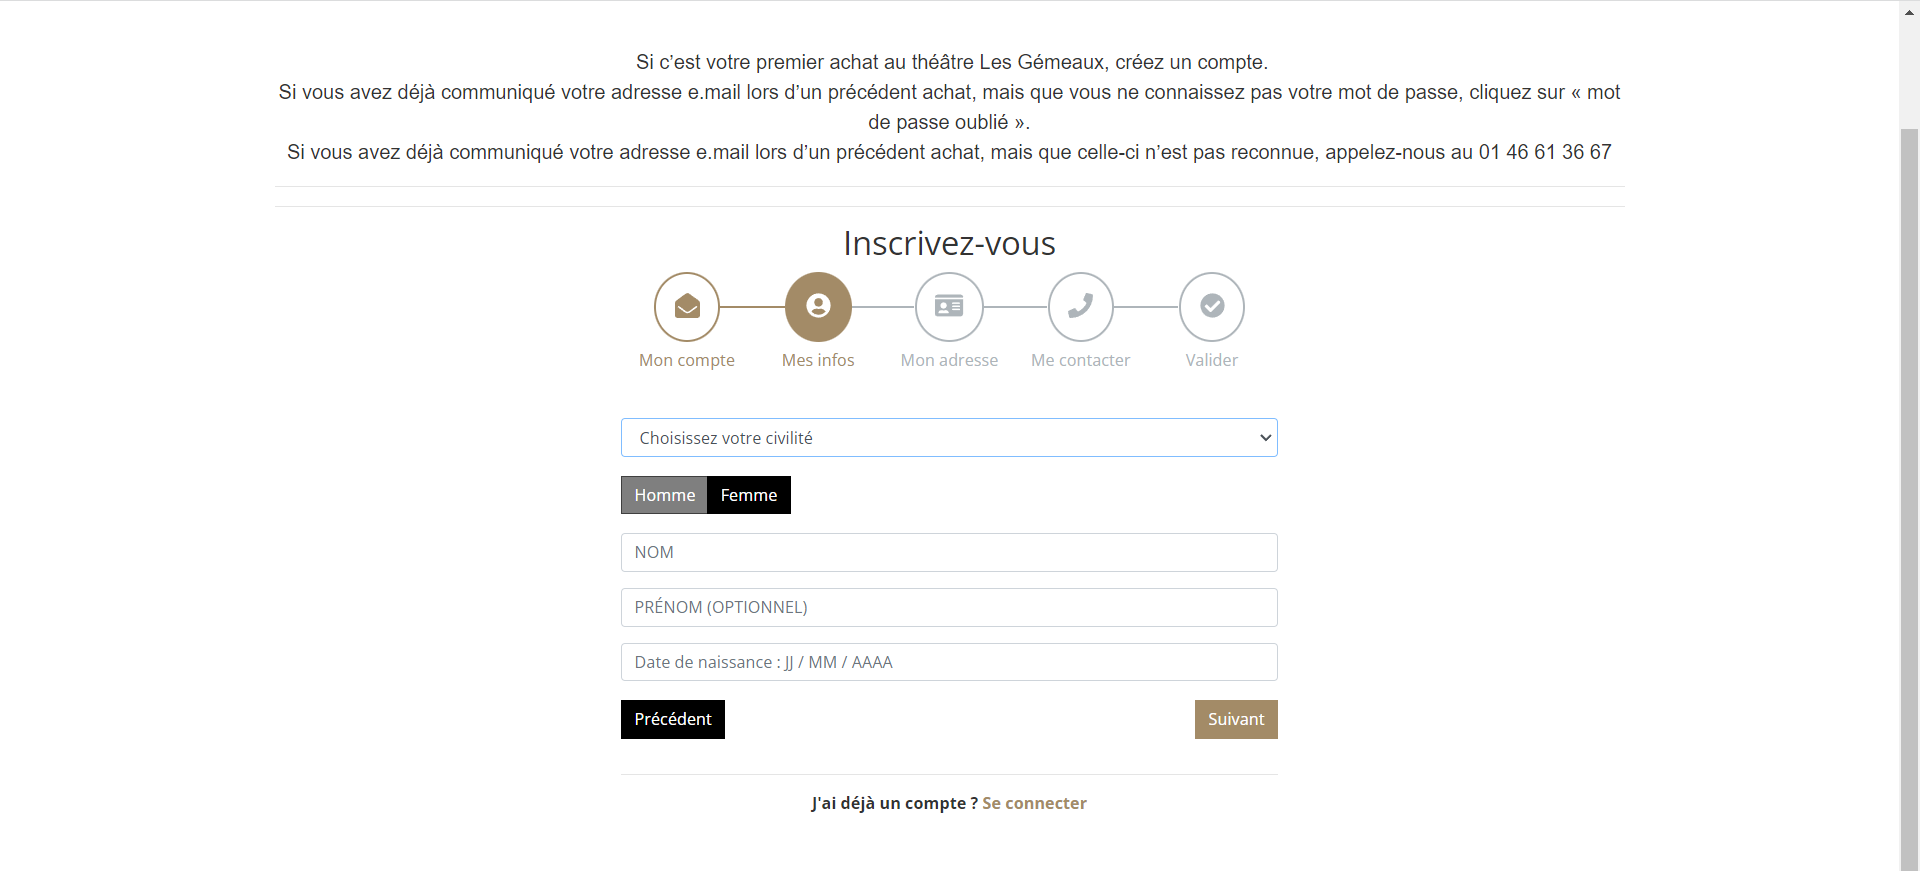 Si c’est votre premier achat au théâtre Les Gémeaux, créez un compte.
Si vous avez déjà communiqué votre adresse e.mail lors d’un précédent achat, mais que vous ne connaissez pas votre mot de passe, cliquez sur « mot
de passe oublié ».
Si vous avez déjà communiqué votre adresse e.mail lors d’un précédent achat, mais que celle-ci n’est pas reconnue, appelez-nous au 01 46 61 36 67
Inscrivez-vous
Mon compte Mes infos Mon adresse Me contacter Valider
Choisissez votre civilité
Homme Femme
NOM
PRÉNOM (OPTIONNEL)
Date de naissance : JJ / MM / AAAA
Précédent Suivant
J'ai déjà un compte ? Se connecter